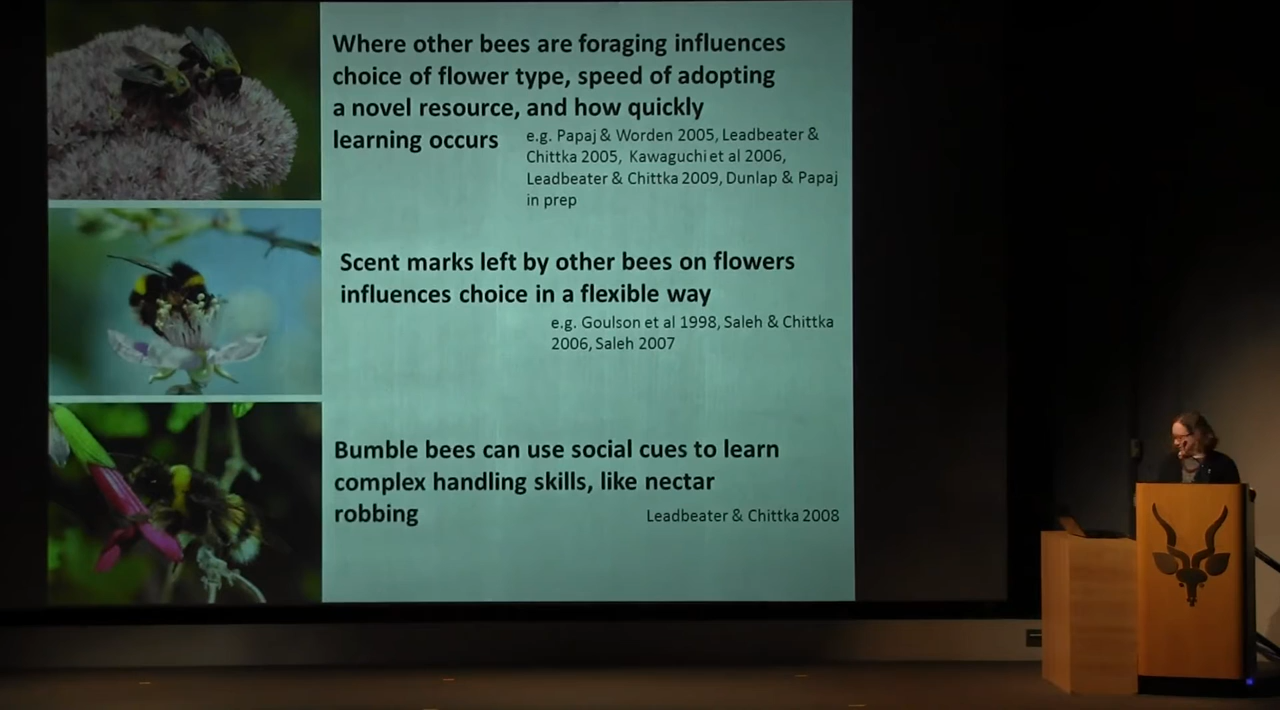 Where other bees are foraging influences
choice of flower type, speed of adopting
a novel resource, and how quickly
learning occurs
e.g. Papaj & Worden 2005, Leadbeater &
Chittka 2005, Kawaguchi et al 2006,
Leadbeater & Chittka 2009, Dunlap & Papaj
in prep
Scent marks left by other bees on flowers
influences choice in a flexible way
e.g. Goulson et al 1998, Saleh & Chittka
2006, Saleh 2007
Bumble bees can use social cues to learn
complex handling skills, like nectar
robbing
Leadbeater & Chittka 2008